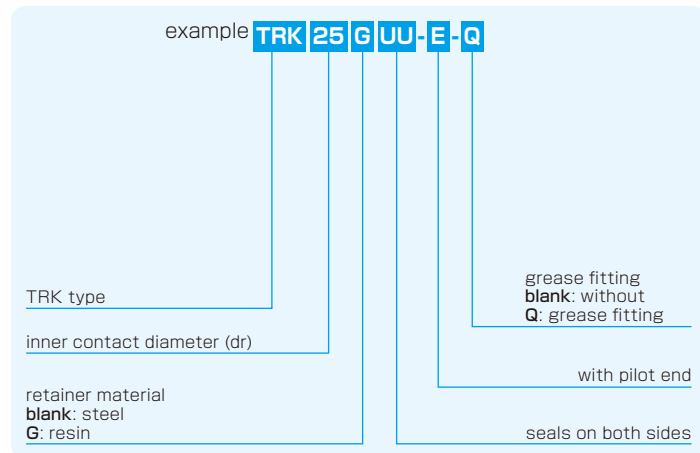 example TRK 25 G UU - E - Q
TRK type
inner contact diameter (dr)
retainer material
blank: steel
G: resin
grease fitting
blank: without
Q: grease fitting
with pilot end
seals on both sides